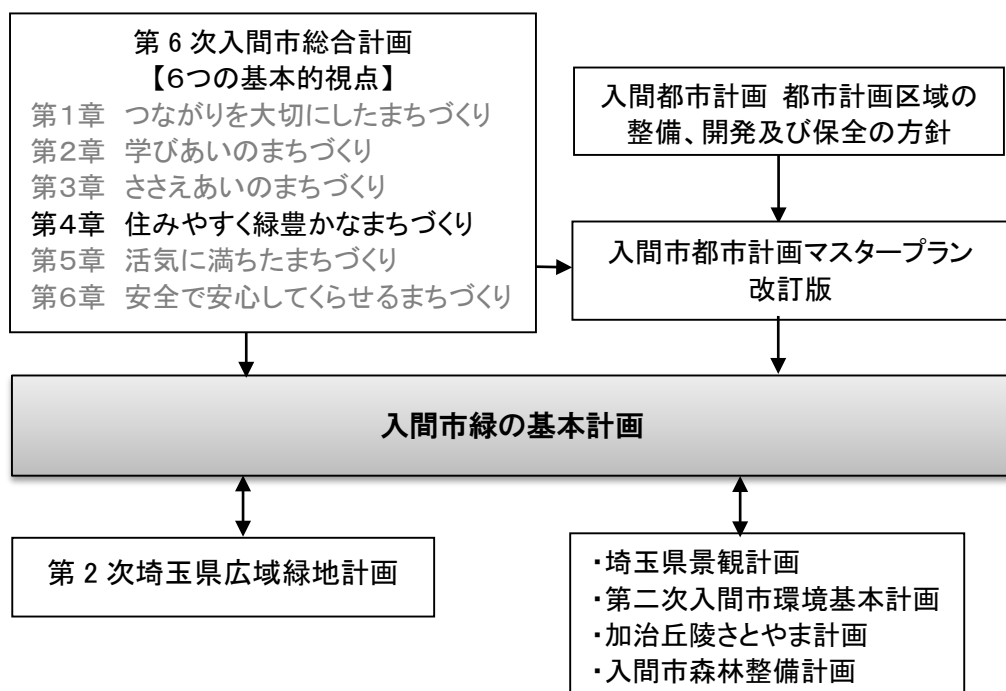 第6次入間市総合計画
【6つの基本的視点】
第1章 つながりを大切にしたまちづくり
第2章 学びあいのまちづくり
第3章 ささえあいのまちづくり
第4章 住みやすく緑豊かなまちづくり
第5章 活気に満ちたまちづくり
第6章 安全で安心してくらせるまちづくり
入間都市計画 都市計画区域の
整備、開発及び保全の方針
入間市都市計画マスタープラン
改訂版
入間市緑の基本計画
第2次埼玉県広域緑地計画
・埼玉県景観計画
・第二次入間市環境基本計画
・加治丘陵さとやま計画
・入間市森林整備計画